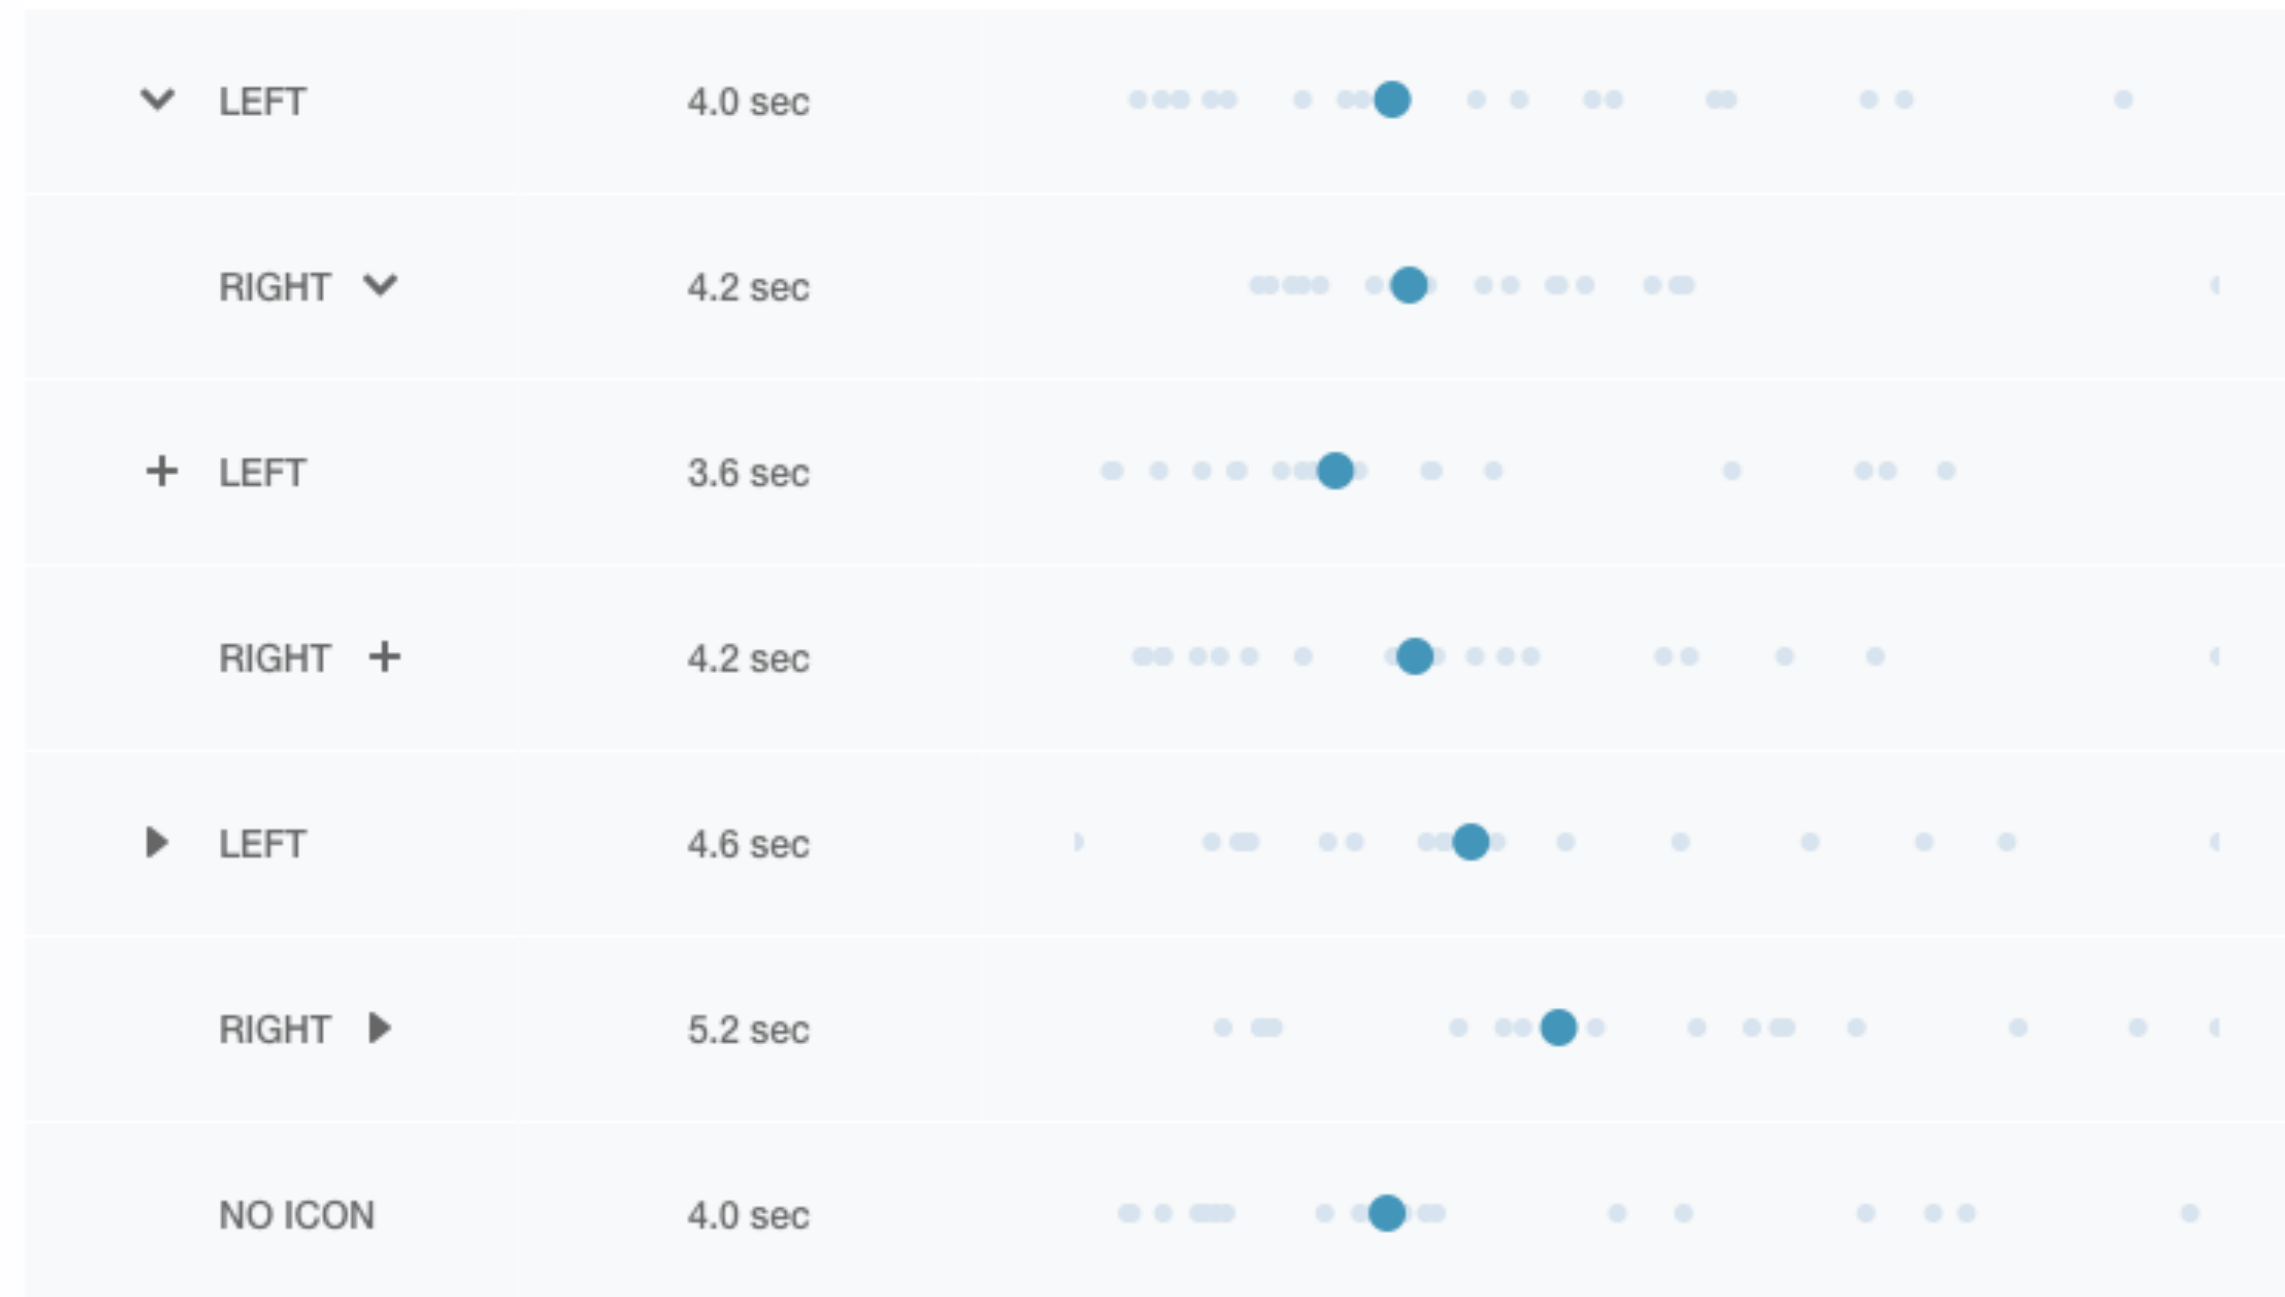 LEFT 4.0 sec
RIGHT 4.2 sec
+ LEFT 3.6 sec
RIGHT + 4.2 sec
LEFT 4.6 sec
RIGHT 5.2 sec
NO ICON 4.0 sec